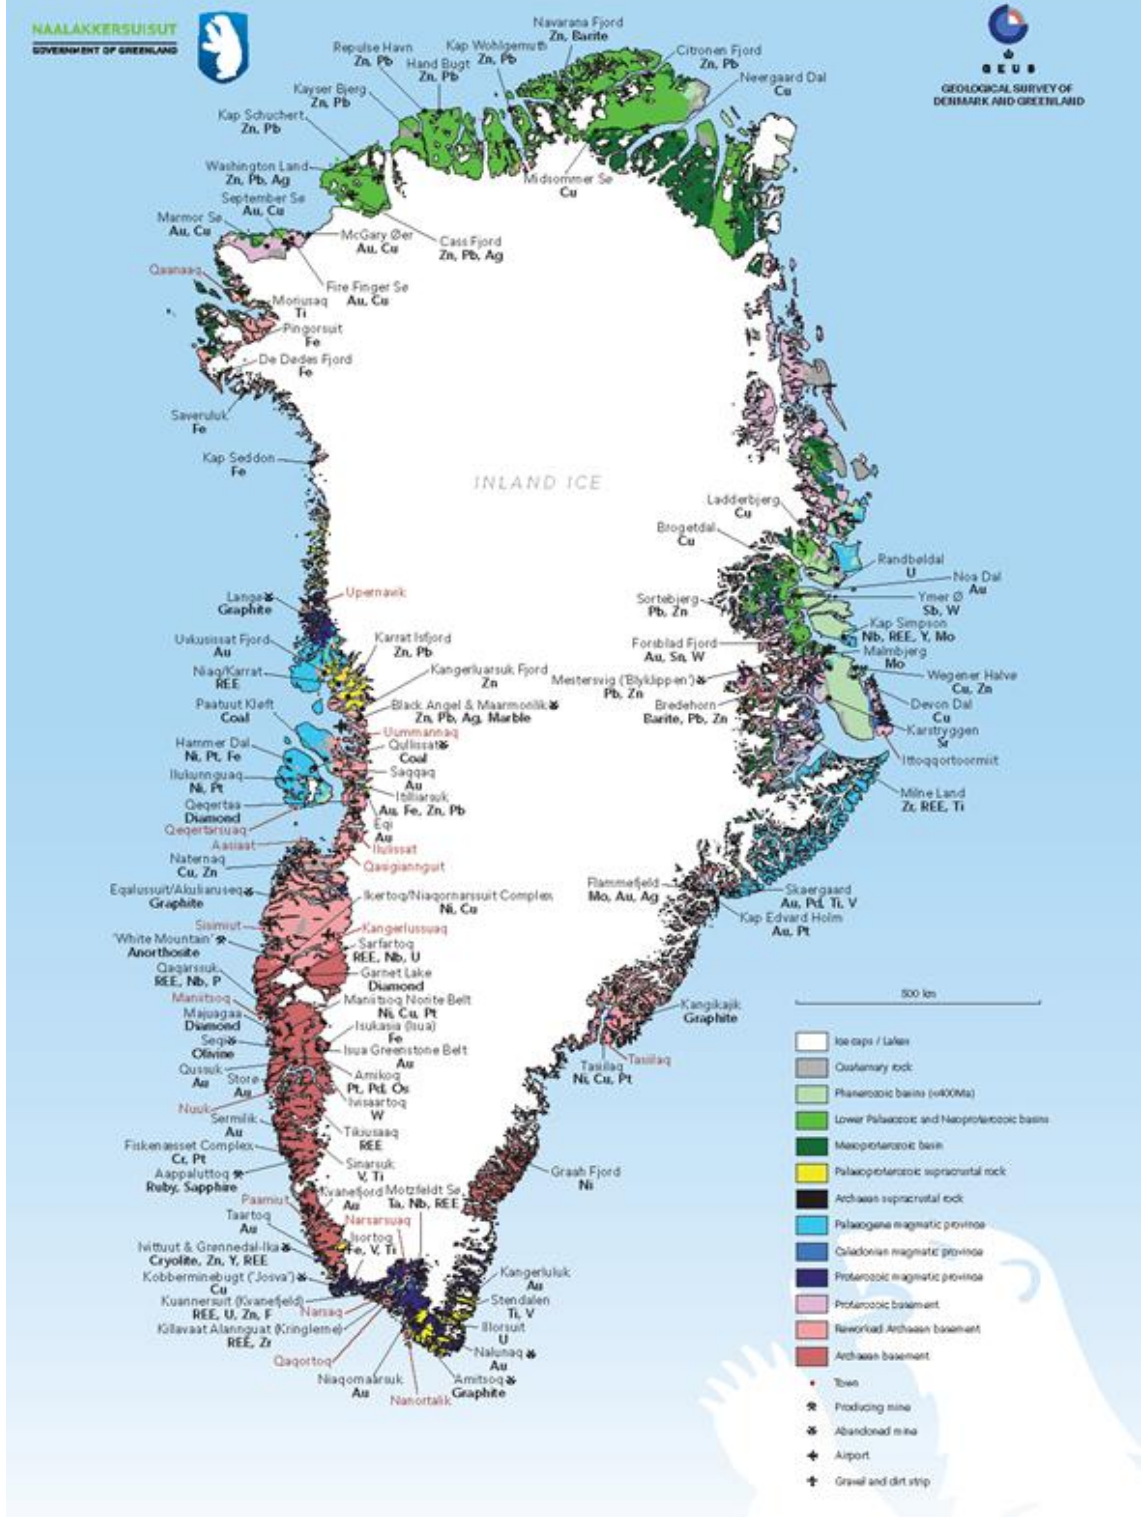 NAALAKKERSUISUT
GOVERNMENT OF GREENLAND
G E U S
GEOLOGICAL SURVEY OF
DENMARK AND GREENLAND
Navarana Fjord
Zn, Barite
Kap Wohlgemuth
Zn, Pb
Repulse Havn
Zn, Pb
Hand Bugt
Zn, Pb
Citronen Fjord
Zn, Pb
Neergaard Dal
Cu
Kayser Bjerg
Zn, Pb
Kap Schuchert
Zn, Pb
Washington Land
Zn, Pb, Ag
September Sø
Au, Cu
Marmor Sø
Au, Cu
Midsommer Sø
Cu
McGary Øer
Au, Cu
Cass Fjord
Zn, Pb, Ag
Fire Finger Sø
Au, Cu
Qaanaaq
Moriusaq
Ti
Pingorsuit
Fe
De Dødes Fjord
Fe
Saveruluk
Fe
Kap Seddon
Fe
INLAND ICE
Ladderbjerg
Cu
Brogetdal
Cu
Randbøldal
U
Noa Dal
Au
Ymer Ø
Sb, W
Sortebjerg
Pb, Zn
Kap Simpson
Nb, REE, Y, Mo
Forsblad Fjord
Au, Sn, W
Malmbjerg
Mo
Mestersvig ('Blyklippen')
Pb, Zn
Wegener Halvø
Cu, Zn
Bredehorn
Barite, Pb, Zn
Devon Dal
Cu
Karstryggen
Sr
Ittoqqortoormiit
Milne Land
Zr, REE, Ti
Langø
Graphite
Upernavik
Uvkusissat Fjord
Au
Karrat Isfjord
Zn, Pb
Niaq/Karrat
REE
Kangerluarsuk Fjord
Zn
Paatuut Kløft
Coal
Black Angel & Maarmorilik
Zn, Pb, Ag, Marble
Uummannaq
Hammer Dal
Ni, Pt, Fe
Qullissat
Coal
Ilukunnguaq
Ni, Pt
Saqqaq
Au
Itilliarsuk
Au, Fe, Zn, Pb
Qeqertaa
Diamond
Qeqertarsuaq
Eqi
Au
Aasiaat
Ilulissat
Naternaq
Cu, Zn
Qasigiannguit
Eqalussuit/Akuliaruseq
Graphite
Ikertoq/Niaqornarssuit Complex
Ni, Cu
Sisimiut
Kangerlussuaq
'White Mountain'
Anorthosite
Sarfartoq
REE, Nb, U
Qaqarssuk
REE, Nb, P
Garnet Lake
Diamond
Maniitsoq
Maniitsoq Norite Belt
Ni, Cu, Pt
Majuagaa
Diamond
Isukasia (Isua)
Fe
Seqi
Olivine
Isua Greenstone Belt
Au
Qussuk
Au
Storø
Au
Amikoq
Pt, Pd, Os
Nuuk
Ivisaartoq
W
Sermilik
Au
Tikiusaaq
REE
Fiskenæsset Complex
Cr, Pt
Sinarsuk
V, Ti
Aappaluttoq
Ruby, Sapphire
Flammefjeld
Mo, Au, Ag
Skaergaard
Au, Pd, Ti, V
Kap Edvard Holm
Au, Pt
Kangikajik
Graphite
Tasiilaq
Ni, Cu, Pt
Tasiilaq
Graah Fjord
Ni
Paamiut
Kvanefjord
Au
Motzfeldt Sø
Ta, Nb, REE
Taartoq
Au
Narsarsuaq
Isortoq
Fe, V, Ti
Ivittuut & Grønnedal-Ika
Cryolite, Zn, Y, REE
Kobberminebugt ('Josva')
Cu
Kuannersuit (Kvanefjeld)
REE, U, Zn, F
Narsaq
Killavaat Alannguat (Kringlerne)
REE, Zr
Qaqortoq
Niaqornaarsuk
Au
Nanortalik
Kangerluluk
Au
Stendalen
Ti, V
Illorsuit
U
Nalunaq
Au
Amitsoq
Graphite
500 km
Ice caps / Lakes
Quaternary rock
Phanerozoic basins (<400Ma)
Lower Palaeozoic and Neoproterozoic basins
Mesoproterozoic basin
Palaeoproterozoic supracrustal rock
Archaean supracrustal rock
Palaeogene magmatic province
Caledonian magmatic province
Proterozoic magmatic province
Proterozoic basement
Reworked Archaean basement
Archaean basement
Town
Producing mine
Abandoned mine
Airport
Gravel and dirt strip